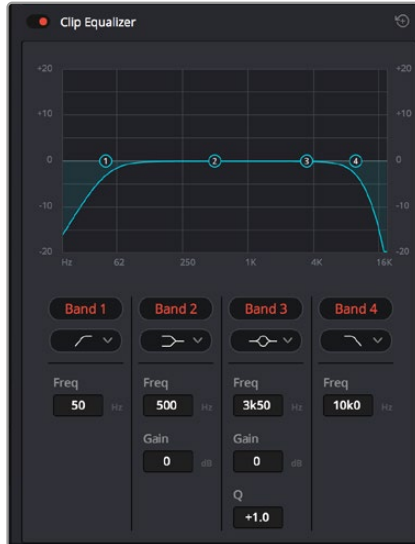 Clip Equalizer
+20 +20
+10 +10
0 1 2 3 4 0
-10 -10
-20 -20
Hz 62 250 1K 4K 16K
Band 1 Band 2 Band 3 Band 4
Freq Freq Freq Freq
50 Hz 500 Hz 3k50 Hz 10k0 Hz
Gain Gain
0 dB 0 dB
Q
+1.0